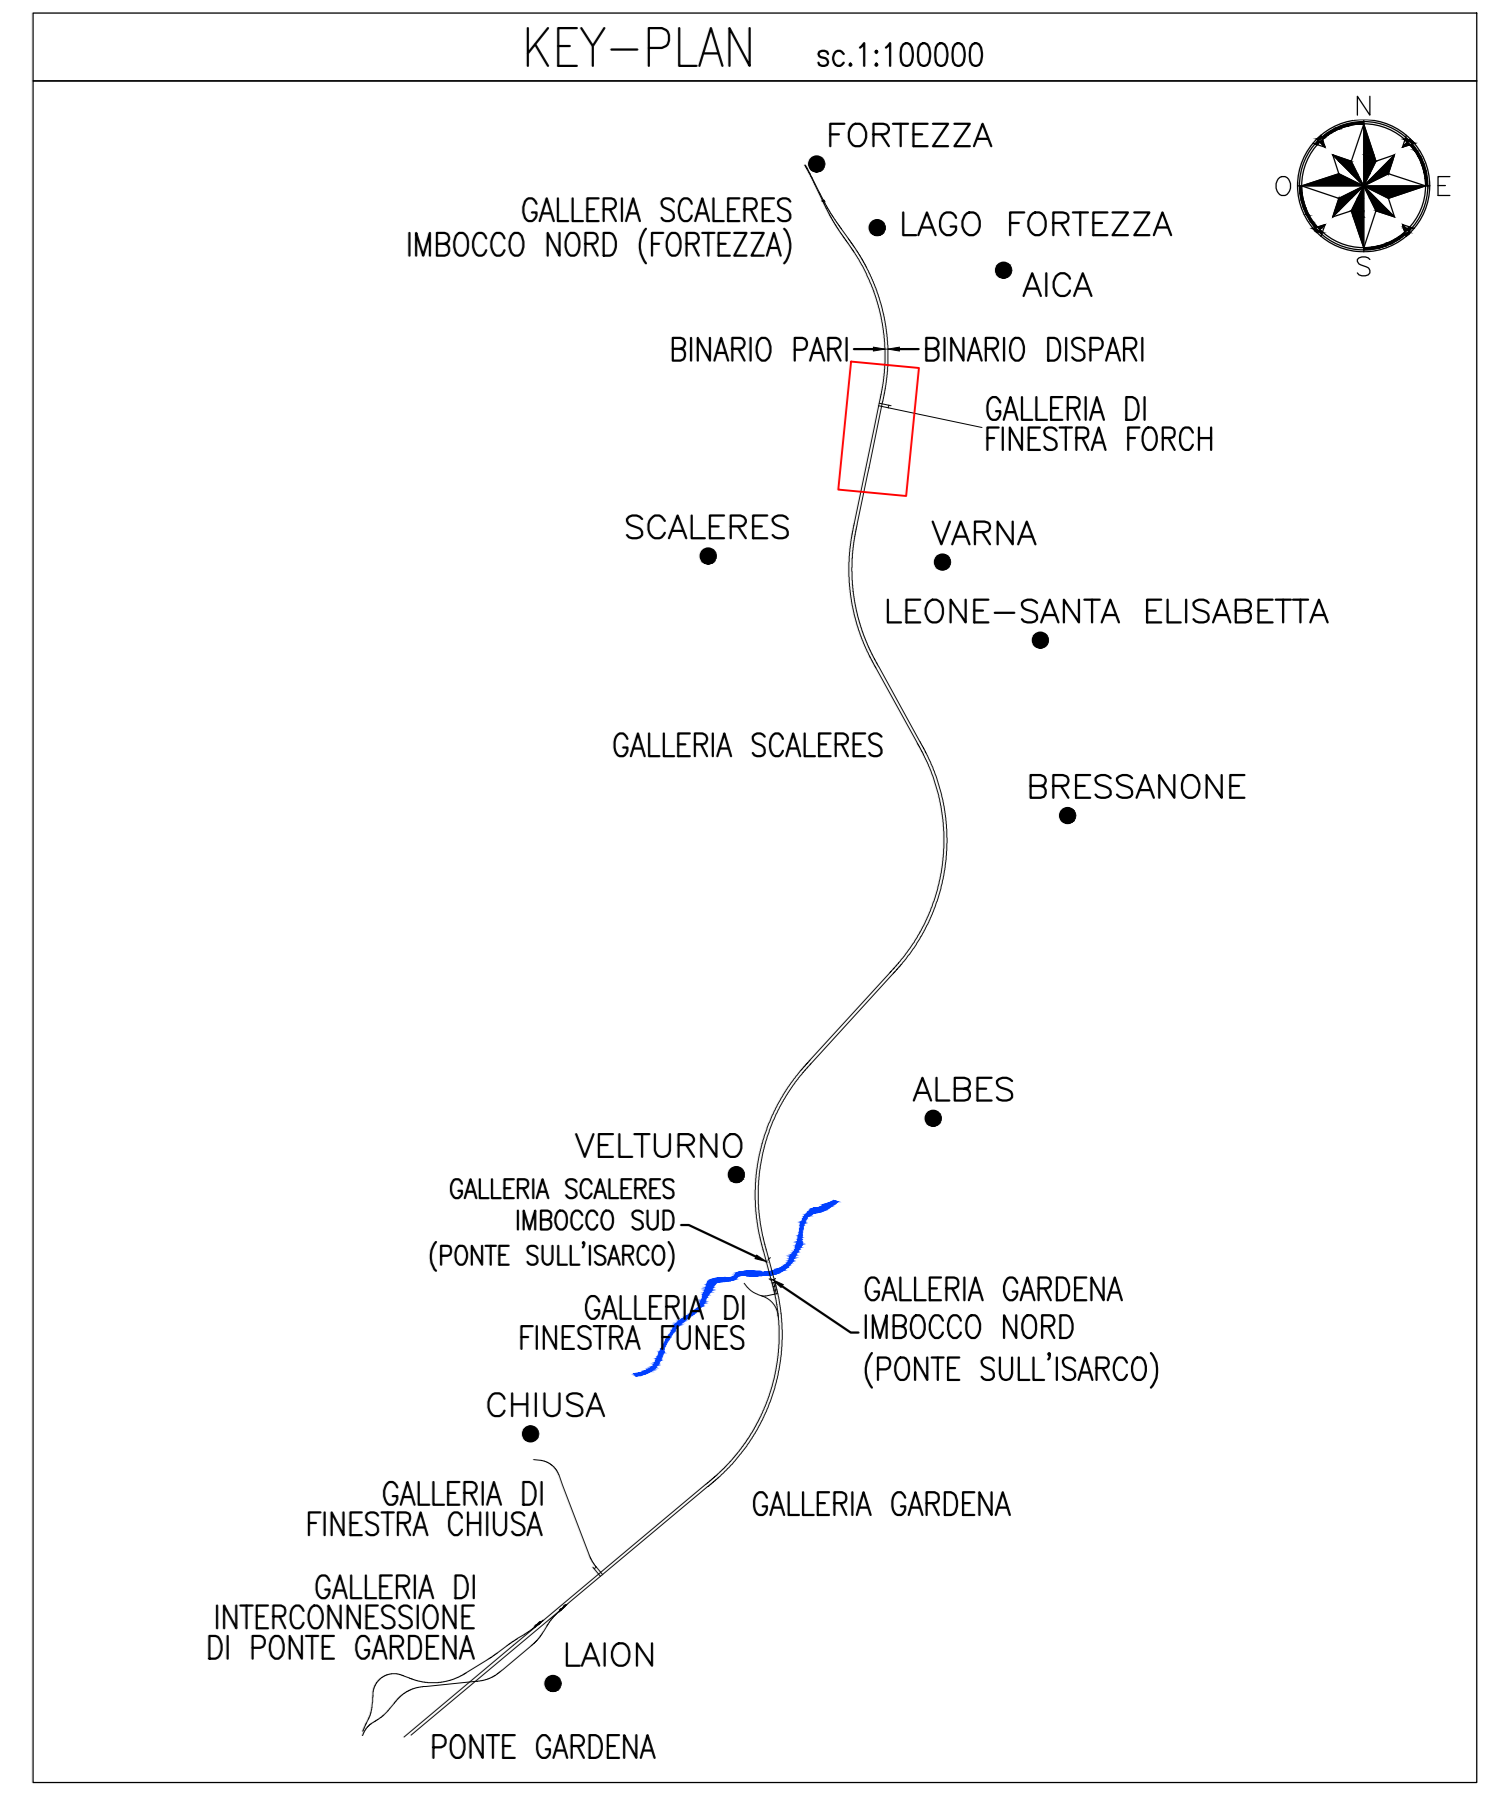 KEY-PLAN sc.1:100000
N
O
E
S
FORTEZZA
GALLERIA SCALERES
IMBOCCO NORD (FORTEZZA)
LAGO FORTEZZA
AICA
BINARIO PARI
BINARIO DISPARI
GALLERIA DI
FINESTRA FORCH
SCALERES
VARNA
LEONE-SANTA ELISABETTA
GALLERIA SCALERES
BRESSANONE
ALBES
VELTURNO
GALLERIA SCALERES
IMBOCCO SUD
(PONTE SULL'ISARCO)
GALLERIA GARDENA
IMBOCCO NORD
(PONTE SULL'ISARCO)
GALLERIA DI
FINESTRA FUNES
CHIUSA
GALLERIA DI
FINESTRA CHIUSA
GALLERIA GARDENA
GALLERIA DI
INTERCONNESSIONE
DI PONTE GARDENA
LAION
PONTE GARDENA